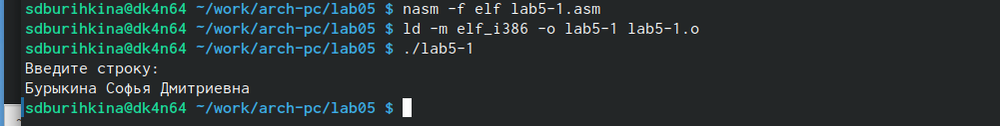 sdburihkina@dk4n64 ~/work/arch-pc/lab05 $ nasm -f elf lab5-1.asm
sdburihkina@dk4n64 ~/work/arch-pc/lab05 $ ld -m elf_i386 -o lab5-1 lab5-1.o
sdburihkina@dk4n64 ~/work/arch-pc/lab05 $ ./lab5-1
Введите строку:
Бурыкина Софья Дмитриевна
sdburihkina@dk4n64 ~/work/arch-pc/lab05 $